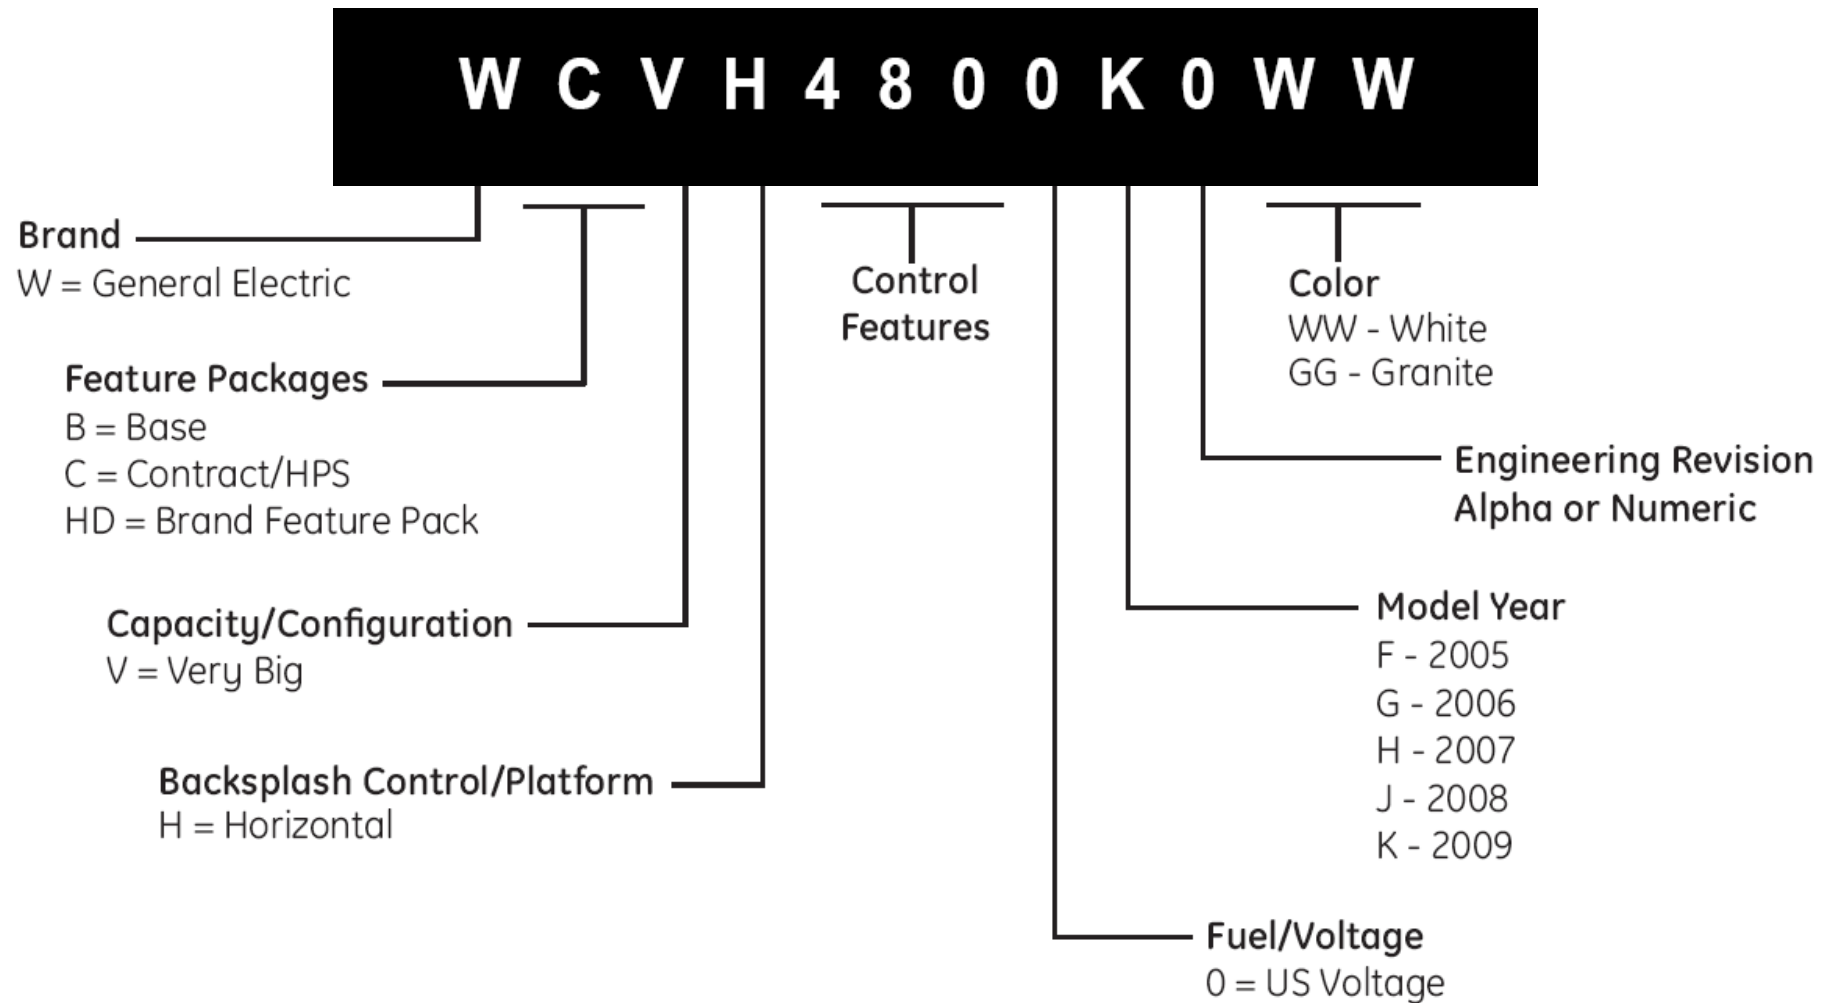 W C V H 4 8 0 0 K 0 W W
Brand
W = General Electric
Feature Packages
B = Base
C = Contract/HPS
HD = Brand Feature Pack
Capacity/Configuration
V = Very Big
Backsplash Control/Platform
H = Horizontal
Control
Features
Color
WW - White
GG - Granite
Engineering Revision
Alpha or Numeric
Model Year
F - 2005
G - 2006
H - 2007
J - 2008
K - 2009
Fuel/Voltage
0 = US Voltage